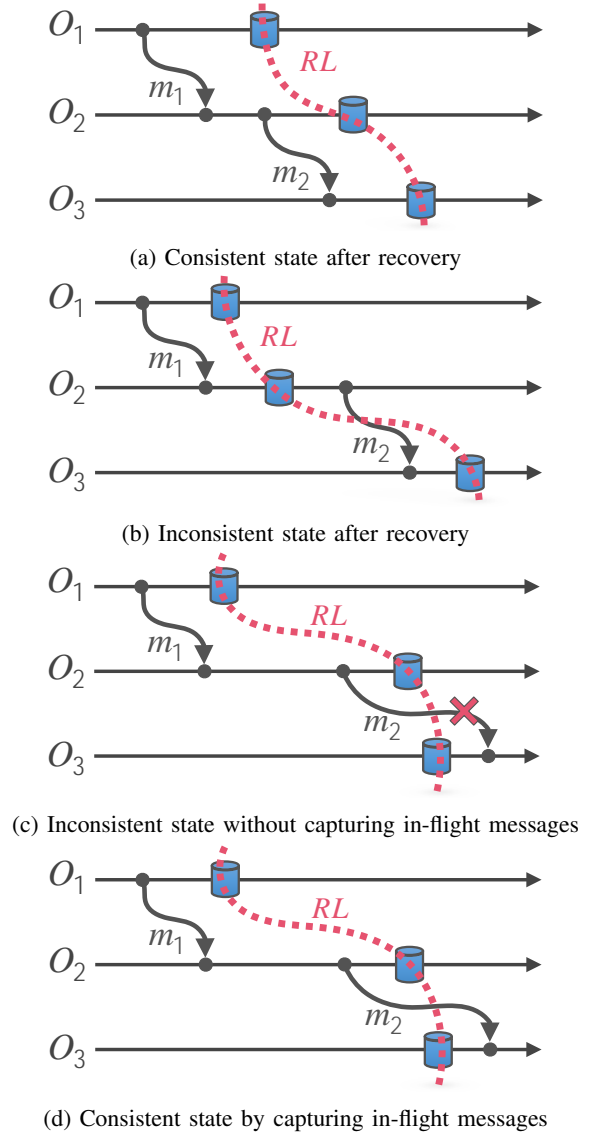 O1
RL
m1
O2
m2
O3
(a) Consistent state after recovery
O1
RL
m1
O2
m2
O3
(b) Inconsistent state after recovery
O1
RL
m1
O2
m2
O3
(c) Inconsistent state without capturing in-flight messages
O1
RL
m1
O2
m2
O3
(d) Consistent state by capturing in-flight messages